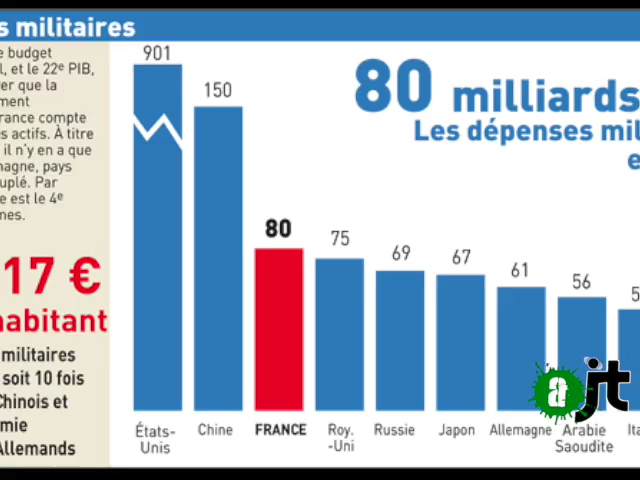 s militaires
e budget
l, et le 22e PIB,
er que la
ment
rance compte
s actifs. À titre
il n'y en a que
magne, pays
uplé. Par
e est le 4e
mes.
17 €
habitant
militaires
soit 10 fois
Chinois et
mie
Allemands
80 milliards
Les dépenses mil
e
901
150
80
75
69
67
61
56
5
États-
Unis
Chine
FRANCE
Roy.
-Uni
Russie
Japon
Allemagne
Arabie
Saoudite
Ita
a jt